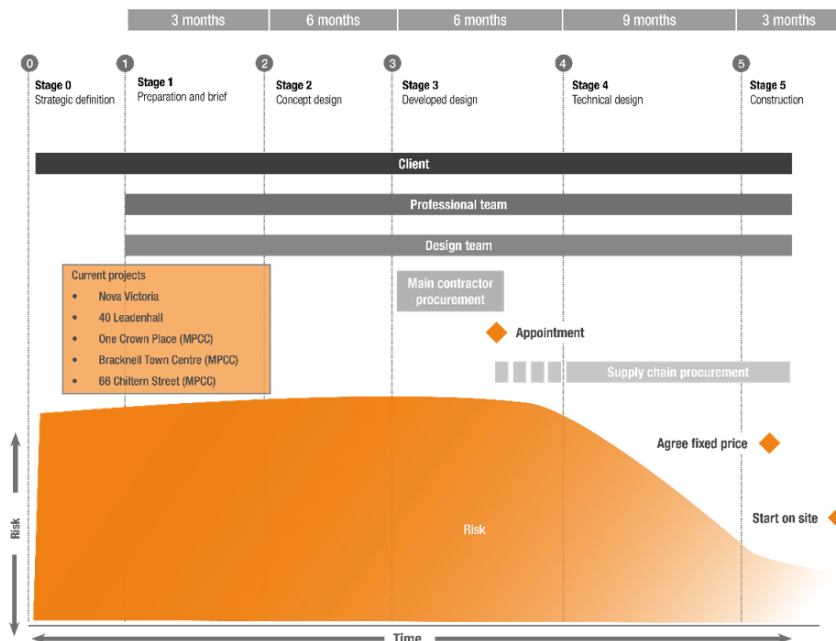 3 months 6 months 6 months 9 months 3 months
0 1 2 3 4 5
Stage 0
Strategic definition
Stage 1
Preparation and brief
Stage 2
Concept design
Stage 3
Developed design
Stage 4
Technical design
Stage 5
Construction
Client
Professional team
Design team
Current projects
• Nova Victoria
• 40 Leadenhall
• One Crown Place (MPCC)
• Bracknell Town Centre (MPCC)
• 66 Chiltern Street (MPCC)
Main contractor
procurement
Appointment
Supply chain procurement
Agree fixed price
Start on site
Risk
Risk
Time